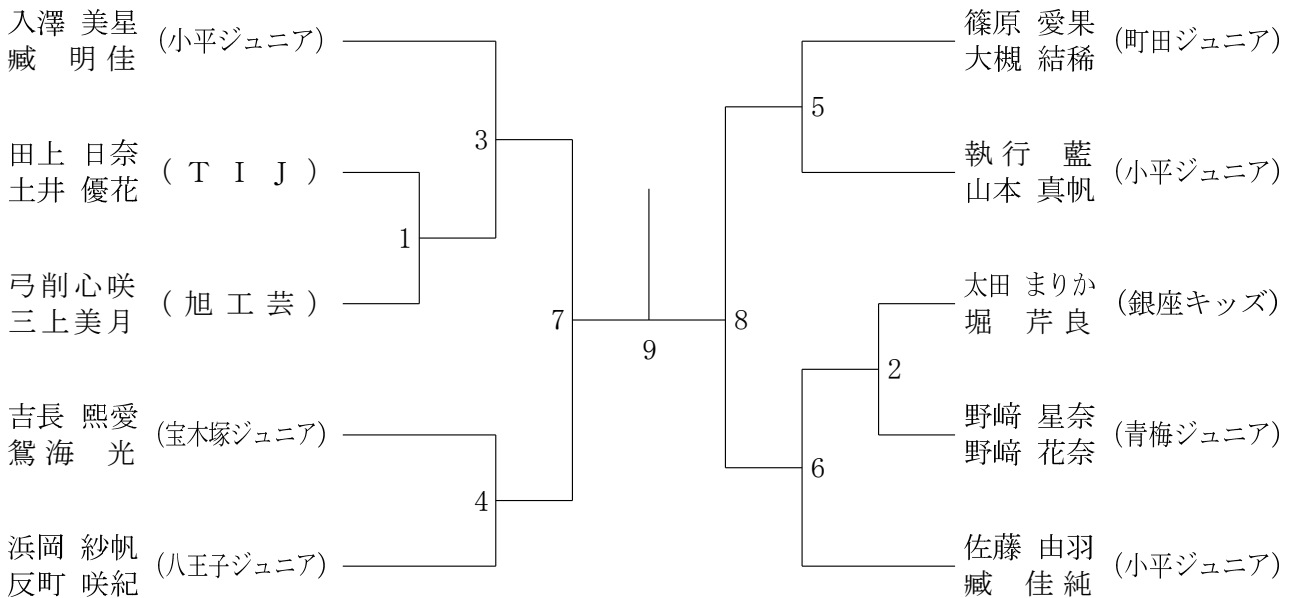 入澤 美星
臧 明佳
(小平ジュニア)
田上 日奈
土井 優花
(TIJ)
弓削心咲
三上美月
(旭工芸)
吉長 熙愛
鴛海 光
(宝木塚ジュニア)
浜岡 紗帆
反町 咲紀
(八王子ジュニア)
3
1
4
7
9
8
5
2
6
篠原 愛果
大槻 結稀
(町田ジュニア)
執行 藍
山本 真帆
(小平ジュニア)
太田 まりか
堀 芹良
(銀座キッズ)
野﨑 星奈
野﨑 花奈
(青梅ジュニア)
佐藤 由羽
臧 佳純
(小平ジュニア)